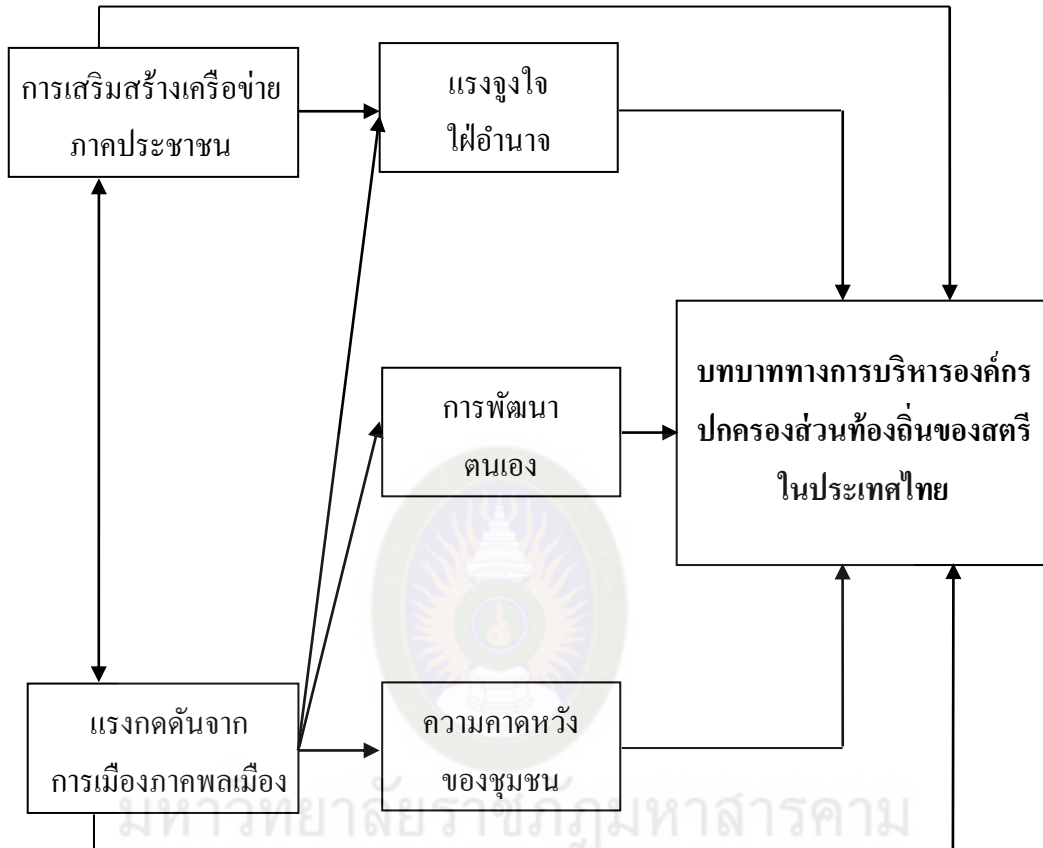 การเสริมสร้างเครือข่าย
ภาคประชาชน
แรงจูงใจ
ใฝ่อำนาจ
การพัฒนา
ตนเอง
บทบาททางการบริหารองค์กร
ปกครองส่วนท้องถิ่นของสตรี
ในประเทศไทย
แรงกดดันจาก
การเมืองภาคพลเมือง
ความคาดหวัง
ของชุมชน
มหาวิทยาลัยราชภัฏมหาสารคาม